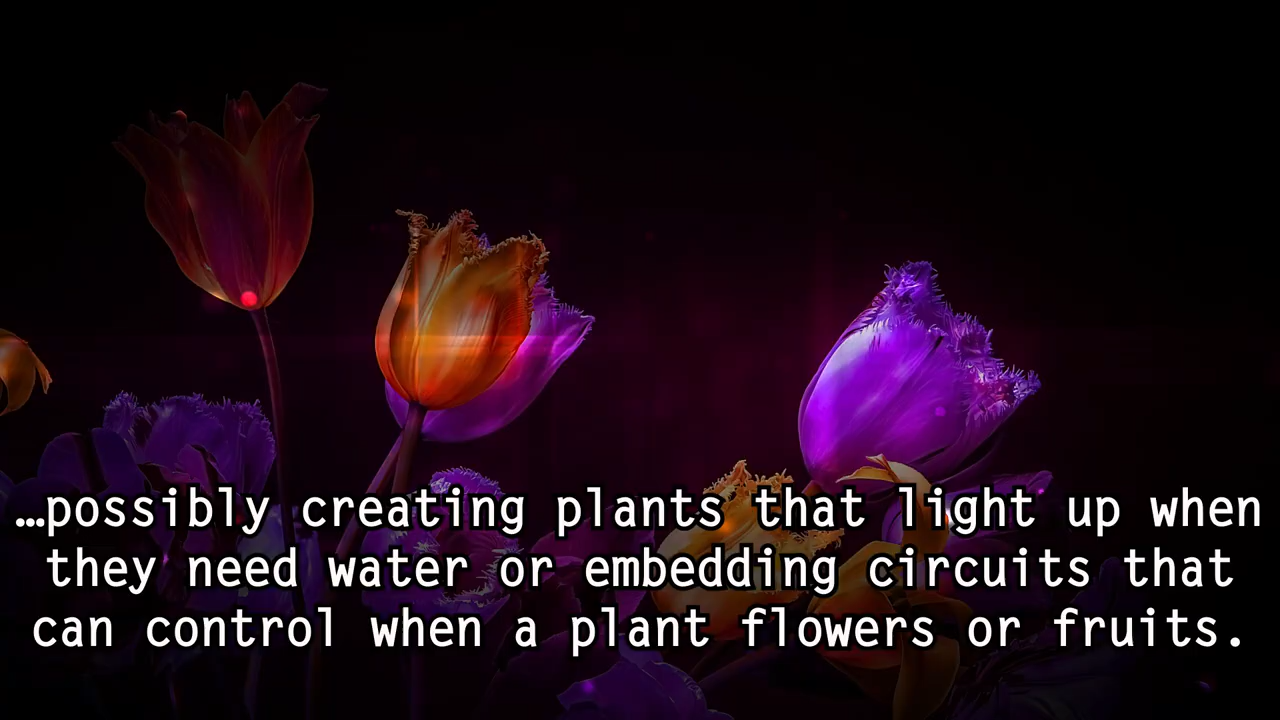 …possibly creating plants that light up when
they need water or embedding circuits that
can control when a plant flowers or fruits.